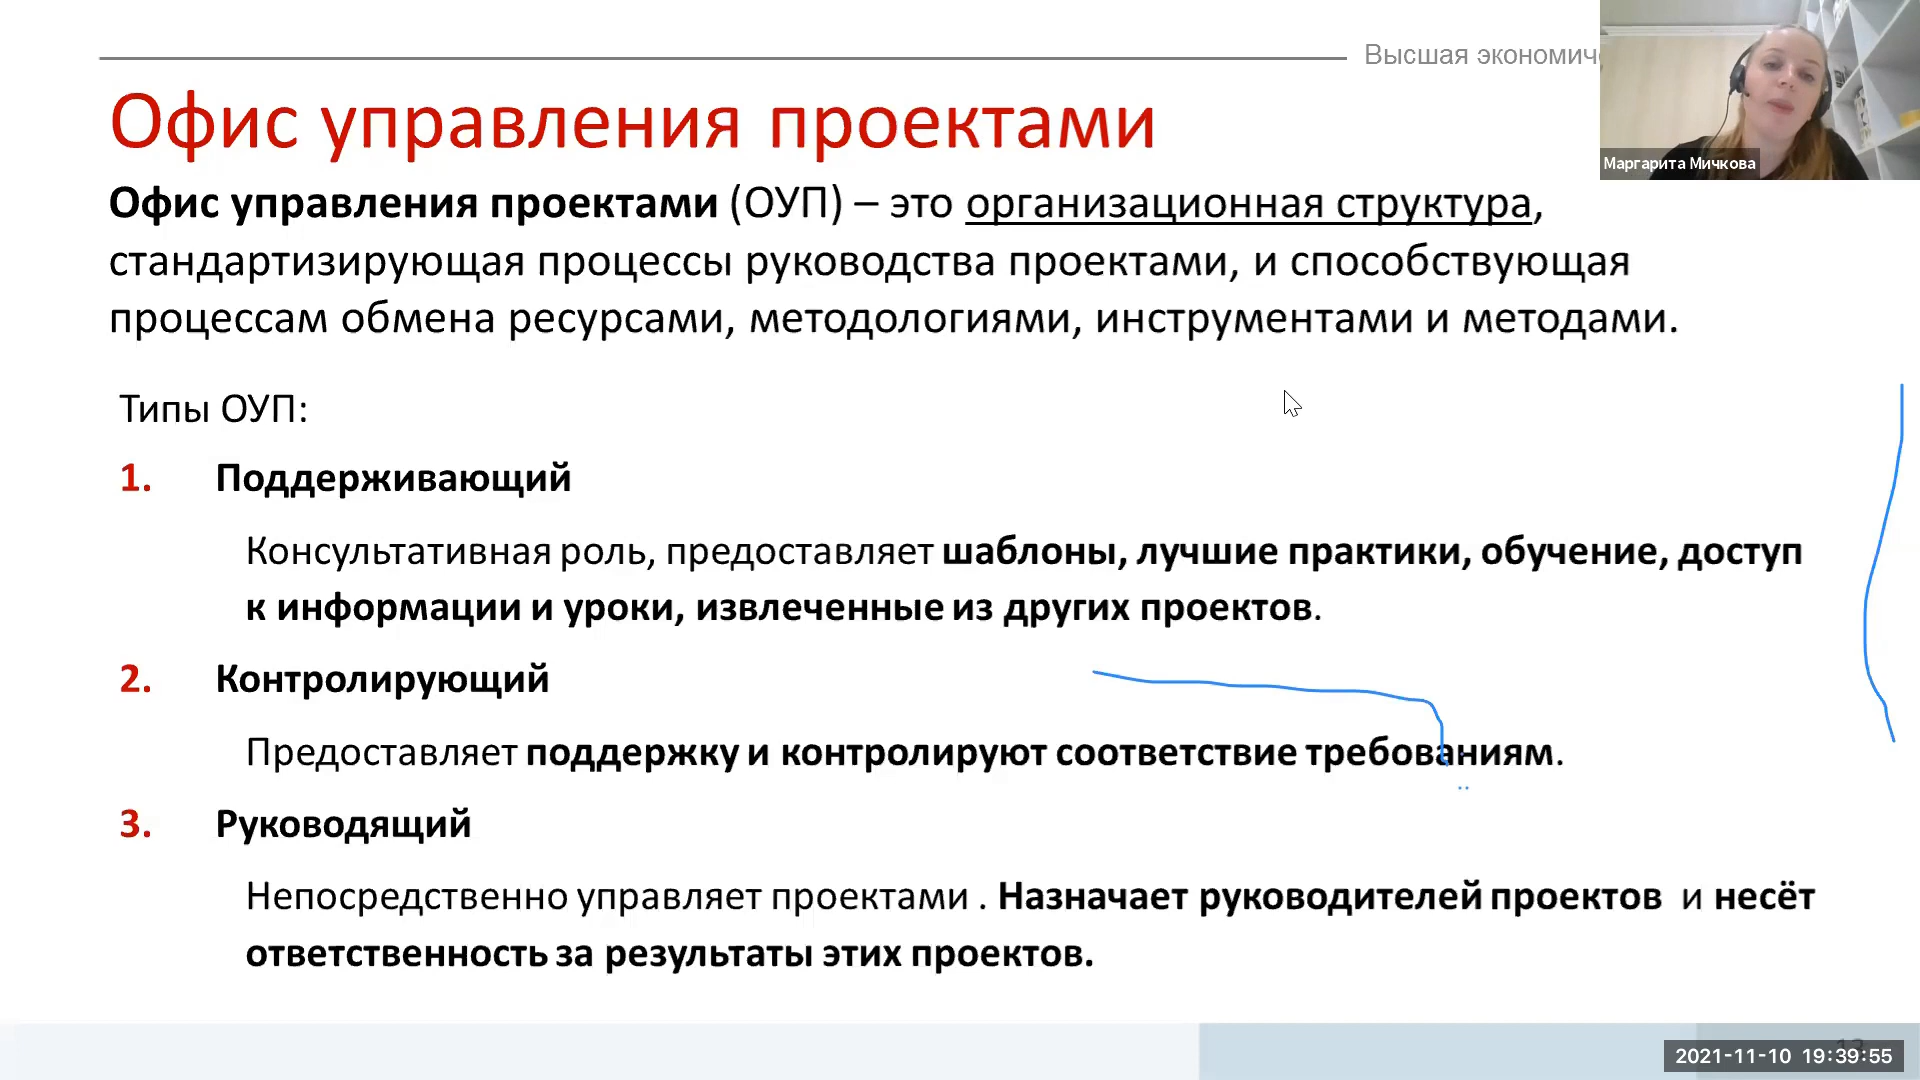 Высшая экономич
Маргарита Мичкова
Офис управления проектами
Офис управления проектами (ОУП) – это организационная структура,
стандартизирующая процессы руководства проектами, и способствующая
процессам обмена ресурсами, методологиями, инструментами и методами.
Типы ОУП:
1. Поддерживающий
Консультативная роль, предоставляет шаблоны, лучшие практики, обучение, доступ
к информации и уроки, извлеченные из других проектов.
2. Контролирующий
Предоставляет поддержку и контролируют соответствие требованиям.
3. Руководящий
Непосредственно управляет проектами . Назначает руководителей проектов и несёт
ответственность за результаты этих проектов.
2021-11-10 19:39:55